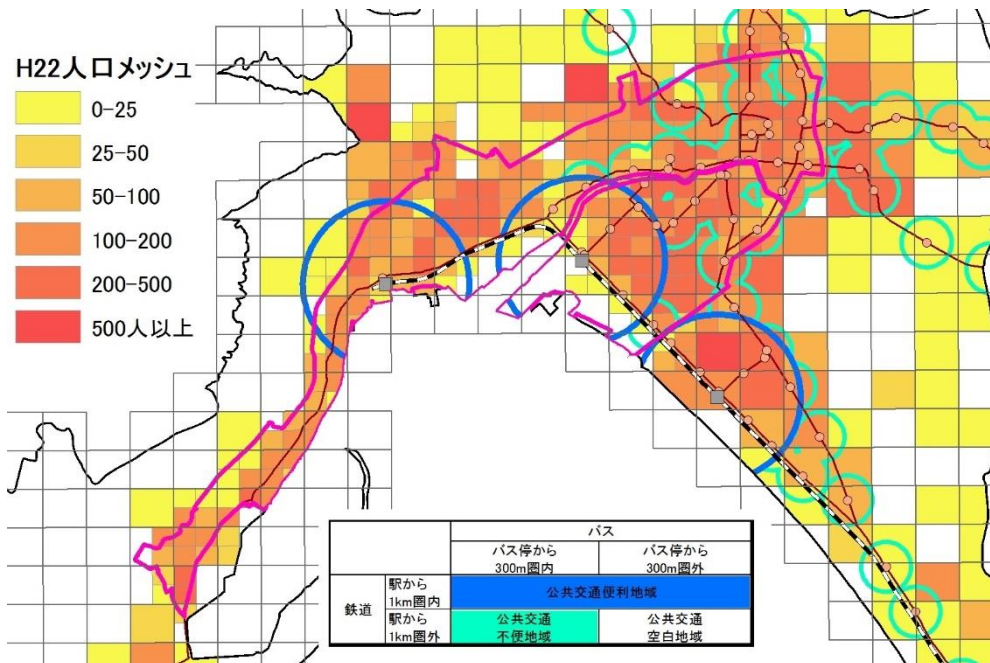 H22人口メッシュ
0-25
25-50
50-100
100-200
200-500
500人以上
バス
バス停から
300m圏内
バス停から
300m圏外
鉄道
駅から
1km圏内
公共交通便利地域
駅から
1km圏外
公共交通
不便地域
公共交通
空白地域